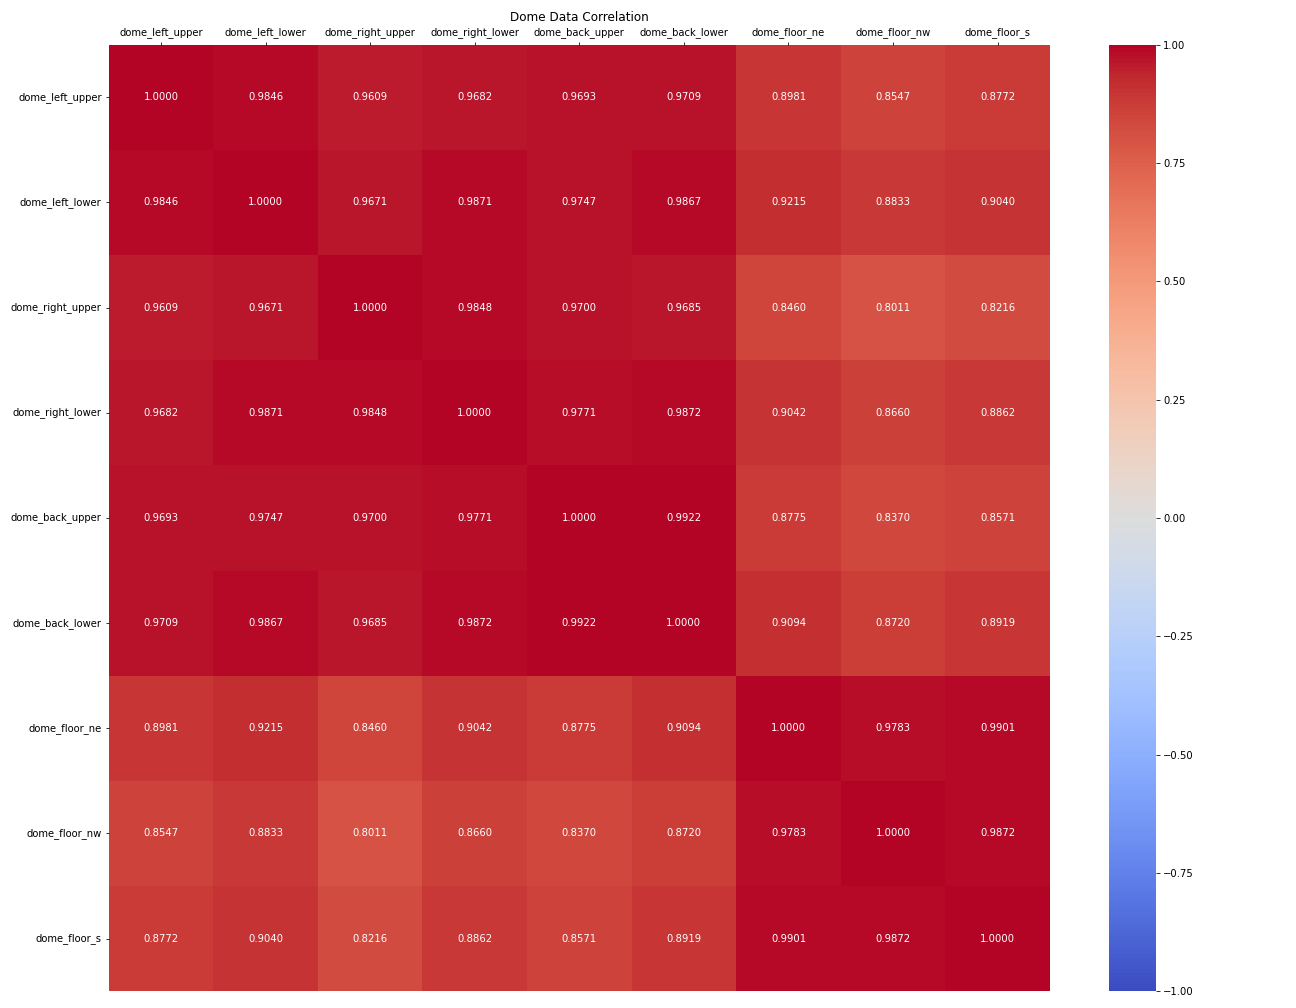 Dome Data Correlation
dome_left_upper dome_left_lower dome_right_upper dome_right_lower dome_back_upper dome_back_lower dome_floor_ne dome_floor_nw dome_floor_s
dome_left_upper 1.0000 0.9846 0.9609 0.9682 0.9693 0.9709 0.8981 0.8547 0.8772
dome_left_lower 0.9846 1.0000 0.9671 0.9871 0.9747 0.9867 0.9215 0.8833 0.9040
dome_right_upper 0.9609 0.9671 1.0000 0.9848 0.9700 0.9685 0.8460 0.8011 0.8216
dome_right_lower 0.9682 0.9871 0.9848 1.0000 0.9771 0.9872 0.9042 0.8660 0.8862
dome_back_upper 0.9693 0.9747 0.9700 0.9771 1.0000 0.9922 0.8775 0.8370 0.8571
dome_back_lower 0.9709 0.9867 0.9685 0.9872 0.9922 1.0000 0.9094 0.8720 0.8919
dome_floor_ne 0.8981 0.9215 0.8460 0.9042 0.8775 0.9094 1.0000 0.9783 0.9901
dome_floor_nw 0.8547 0.8833 0.8011 0.8660 0.8370 0.8720 0.9783 1.0000 0.9872
dome_floor_s 0.8772 0.9040 0.8216 0.8862 0.8571 0.8919 0.9901 0.9872 1.0000
1.00
0.75
0.50
0.25
0.00
−0.25
−0.50
−0.75
−1.00